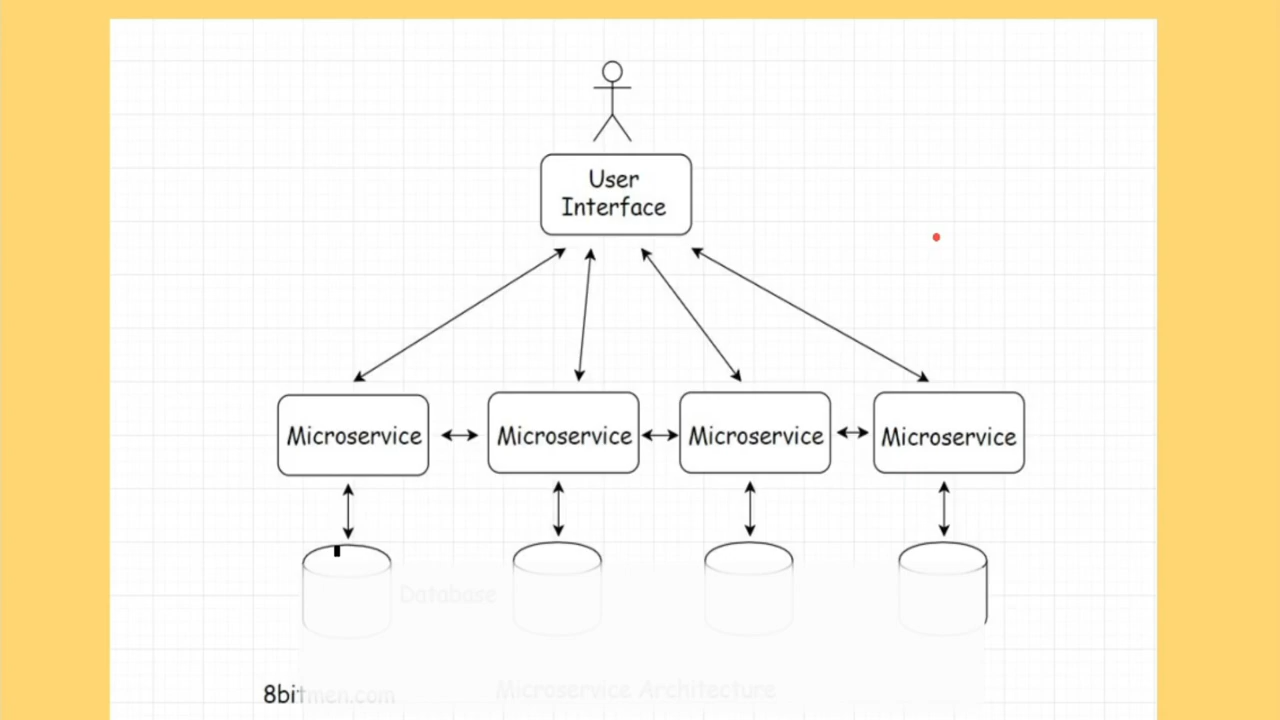 User
Interface
Microservice Microservice Microservice Microservice
Database
8bitmen.com
Microservice Architecture